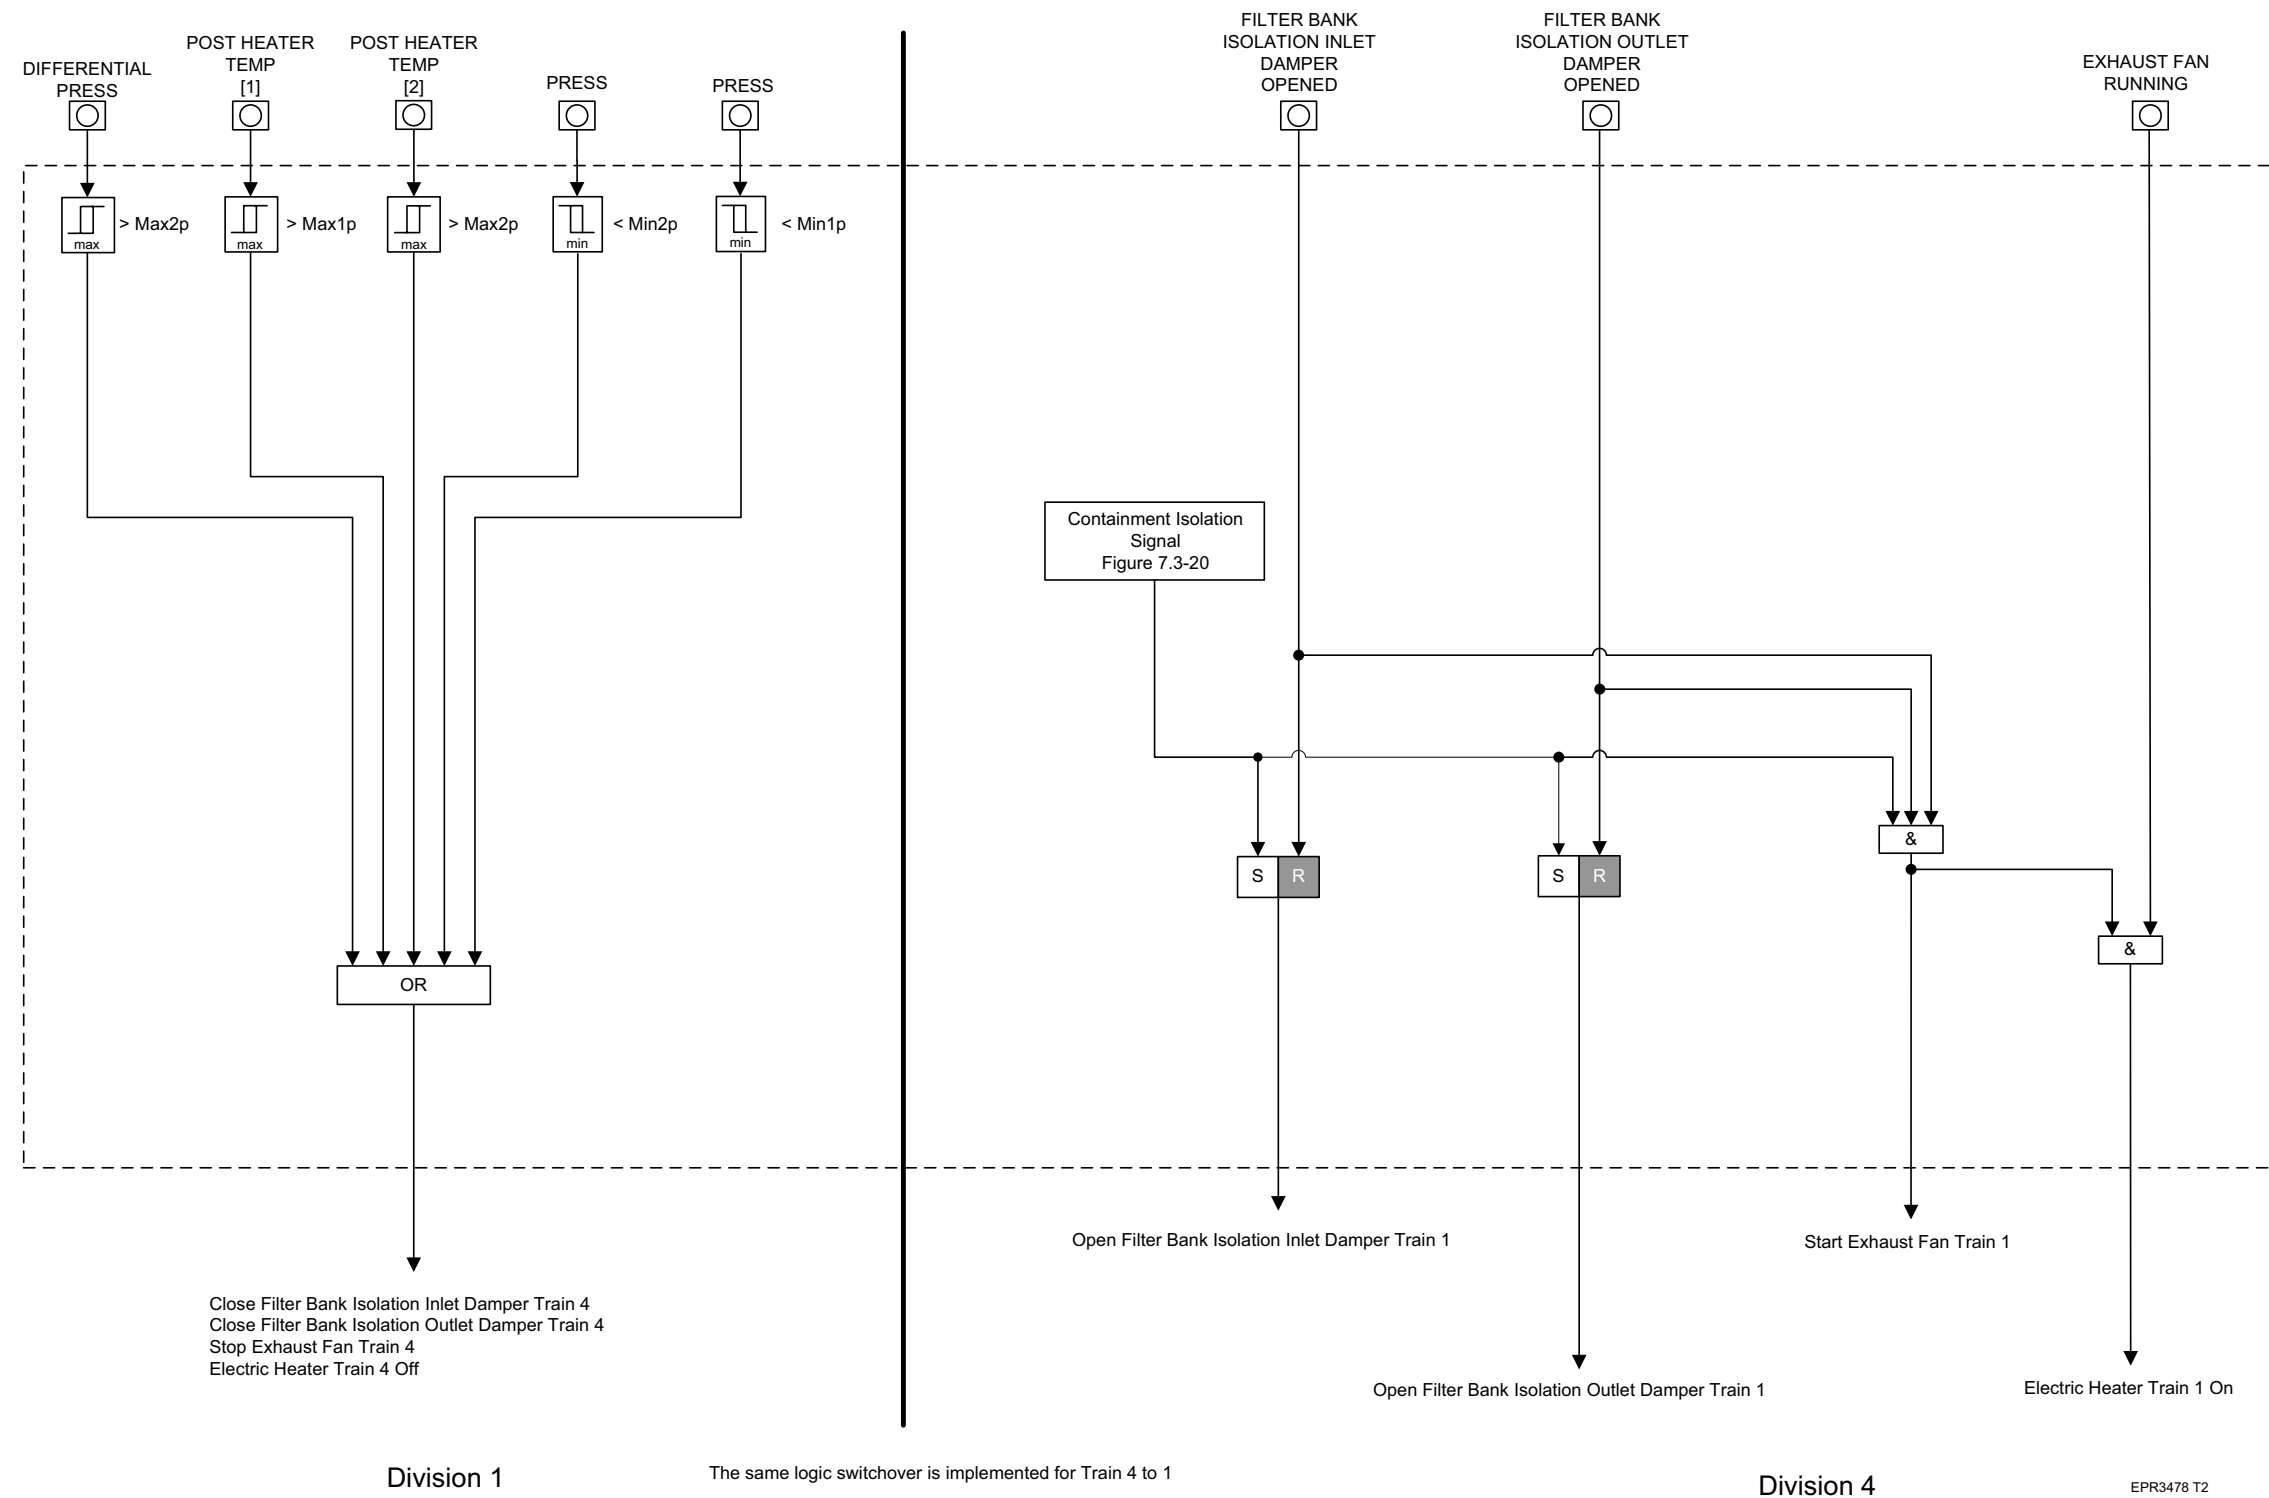 DIFFERENTIAL
PRESS
POST HEATER
TEMP
[1]
POST HEATER
TEMP
[2]
PRESS
PRESS
FILTER BANK
ISOLATION INLET
DAMPER
OPENED
FILTER BANK
ISOLATION OUTLET
DAMPER
OPENED
EXHAUST FAN
RUNNING
max
> Max2p
max
> Max1p
max
> Max2p
min
< Min2p
min
< Min1p
Containment Isolation
Signal
Figure 7.3-20
&
S R
S R
&
OR
Open Filter Bank Isolation Inlet Damper Train 1
Start Exhaust Fan Train 1
Close Filter Bank Isolation Inlet Damper Train 4
Close Filter Bank Isolation Outlet Damper Train 4
Stop Exhaust Fan Train 4
Electric Heater Train 4 Off
Open Filter Bank Isolation Outlet Damper Train 1
Electric Heater Train 1 On
Division 1
The same logic switchover is implemented for Train 4 to 1
Division 4
EPR3478 T2